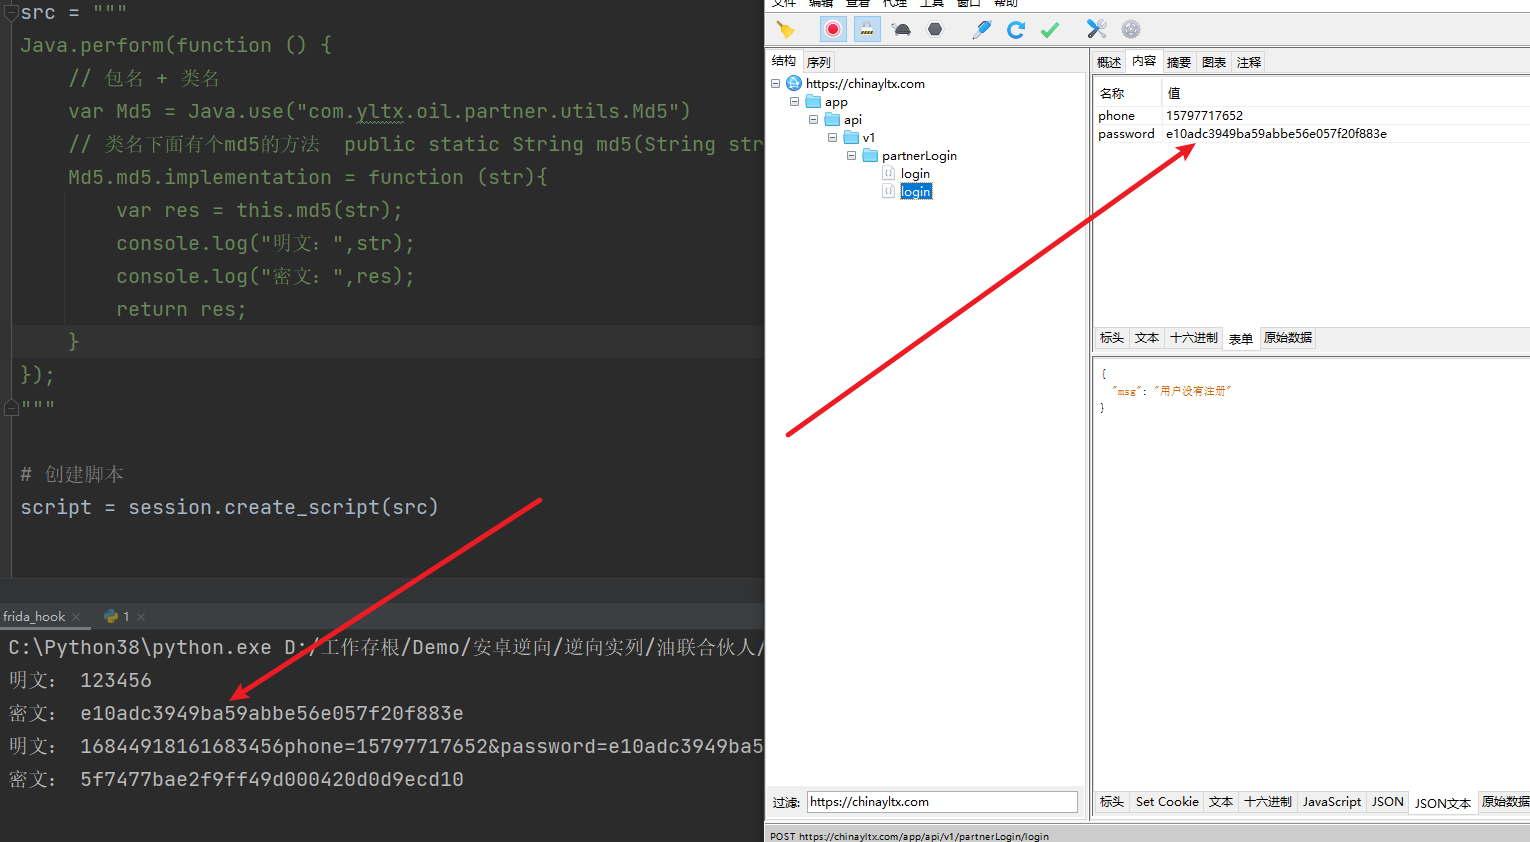 src = """
Java.perform(function () {
// 包名 + 类名
var Md5 = Java.use("com.yltx.oil.partner.utils.Md5")
// 类名下面有个md5的方法  public static String md5(String str
Md5.md5.implementation = function (str){
var res = this.md5(str);
console.log("明文：",str);
console.log("密文：",res);
return res;
}
});
"""
# 创建脚本
script = session.create_script(src)
frida_hook
1
C:\Python38\python.exe D:/工作存根/Demo/安卓逆向/逆向实列/油联合伙人/
明文： 123456
密文： e10adc3949ba59abbe56e057f20f883e
明文： 16844918161683456phone=15797717652&password=e10adc3949ba5
密文： 5f7477bae2f9ff49d000420d0d9ecd10
文件 编辑 查看 代理 工具 窗口 帮助
结构 序列
https://chinayltx.com
app
api
v1
partnerLogin
login
login
过滤: https://chinayltx.com
概述 内容 摘要 图表 注释
名称 值
phone 15797717652
password e10adc3949ba59abbe56e057f20f883e
标头 文本 十六进制 表单 原始数据
{
"msg": "用户没有注册"
}
标头 Set Cookie 文本 十六进制 JavaScript JSON JSON文本 原始数据
POST https://chinayltx.com/app/api/v1/partnerLogin/login